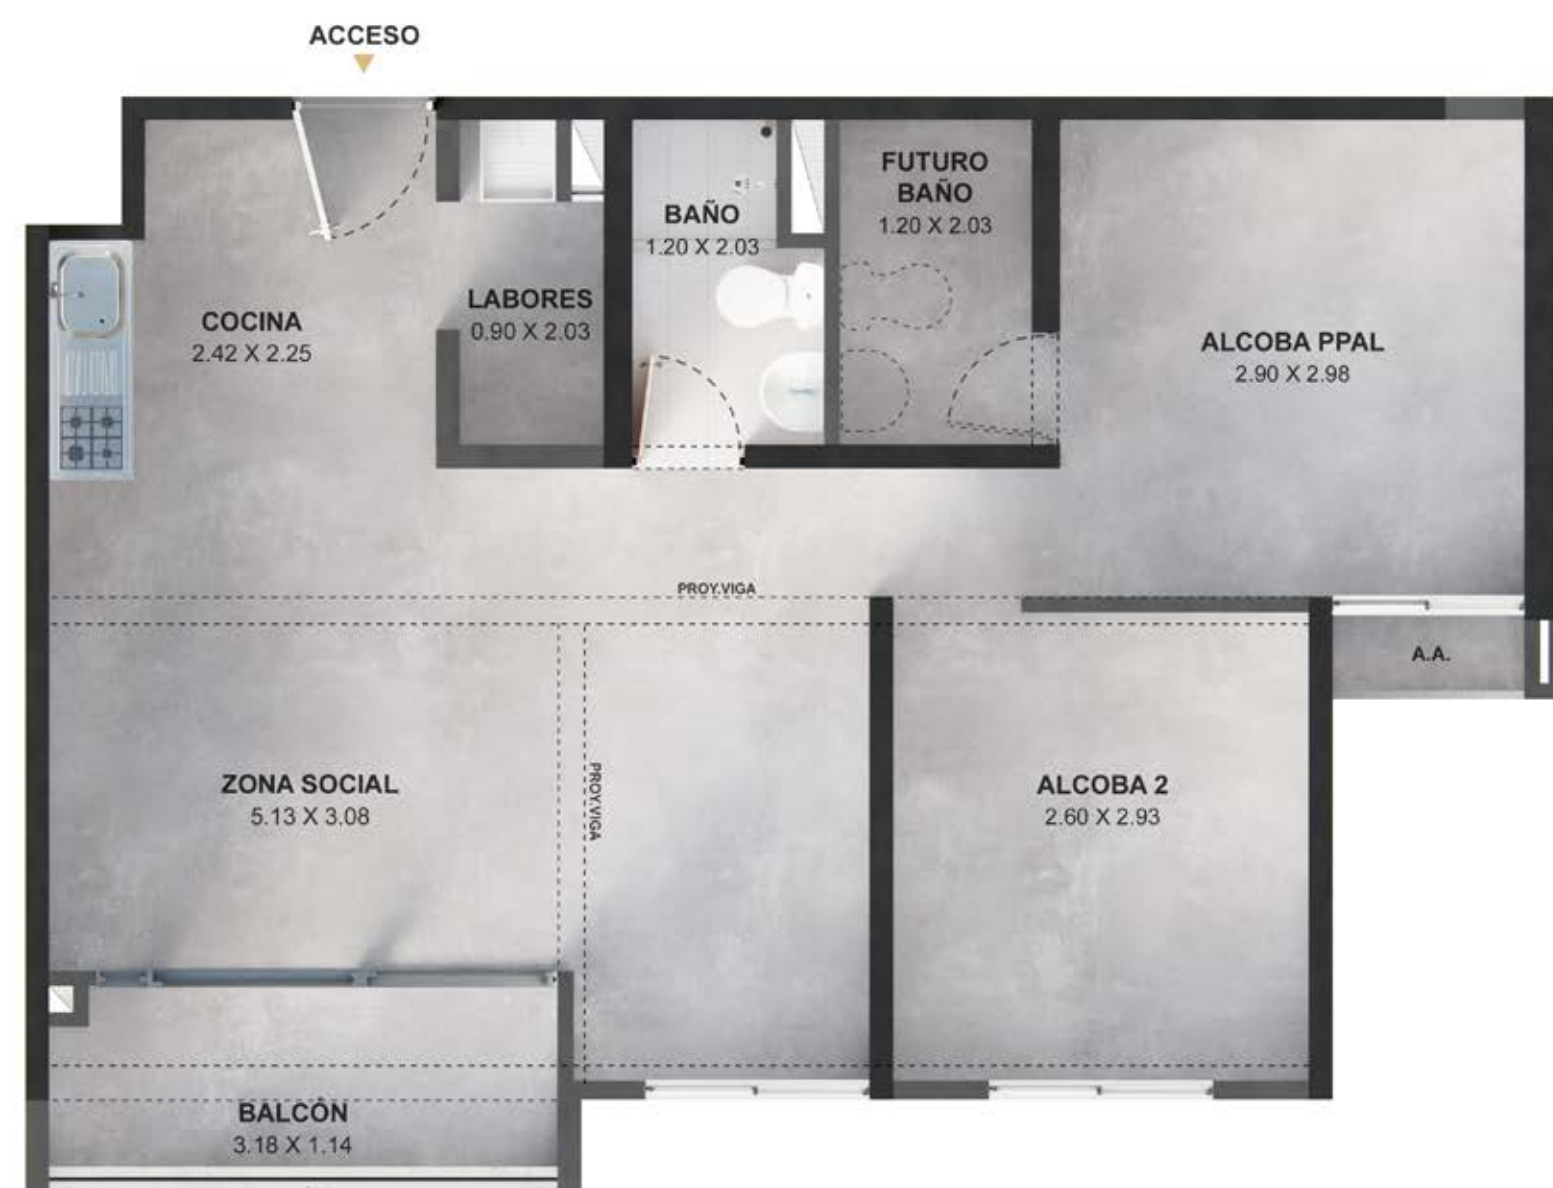 ACCESO
FUTURO
BAÑO
1.20 X 2.03
BAÑO
1.20 X 2.03
LABORES
0.90 X 2.03
COCINA
2.42 X 2.25
ALCOBA PPAL
2.90 X 2.98
PROY.VIGA
A.A.
PROY.VIGA
ZONA SOCIAL
5.13 X 3.08
ALCOBA 2
2.60 X 2.93
BALCÓN
3.18 X 1.14